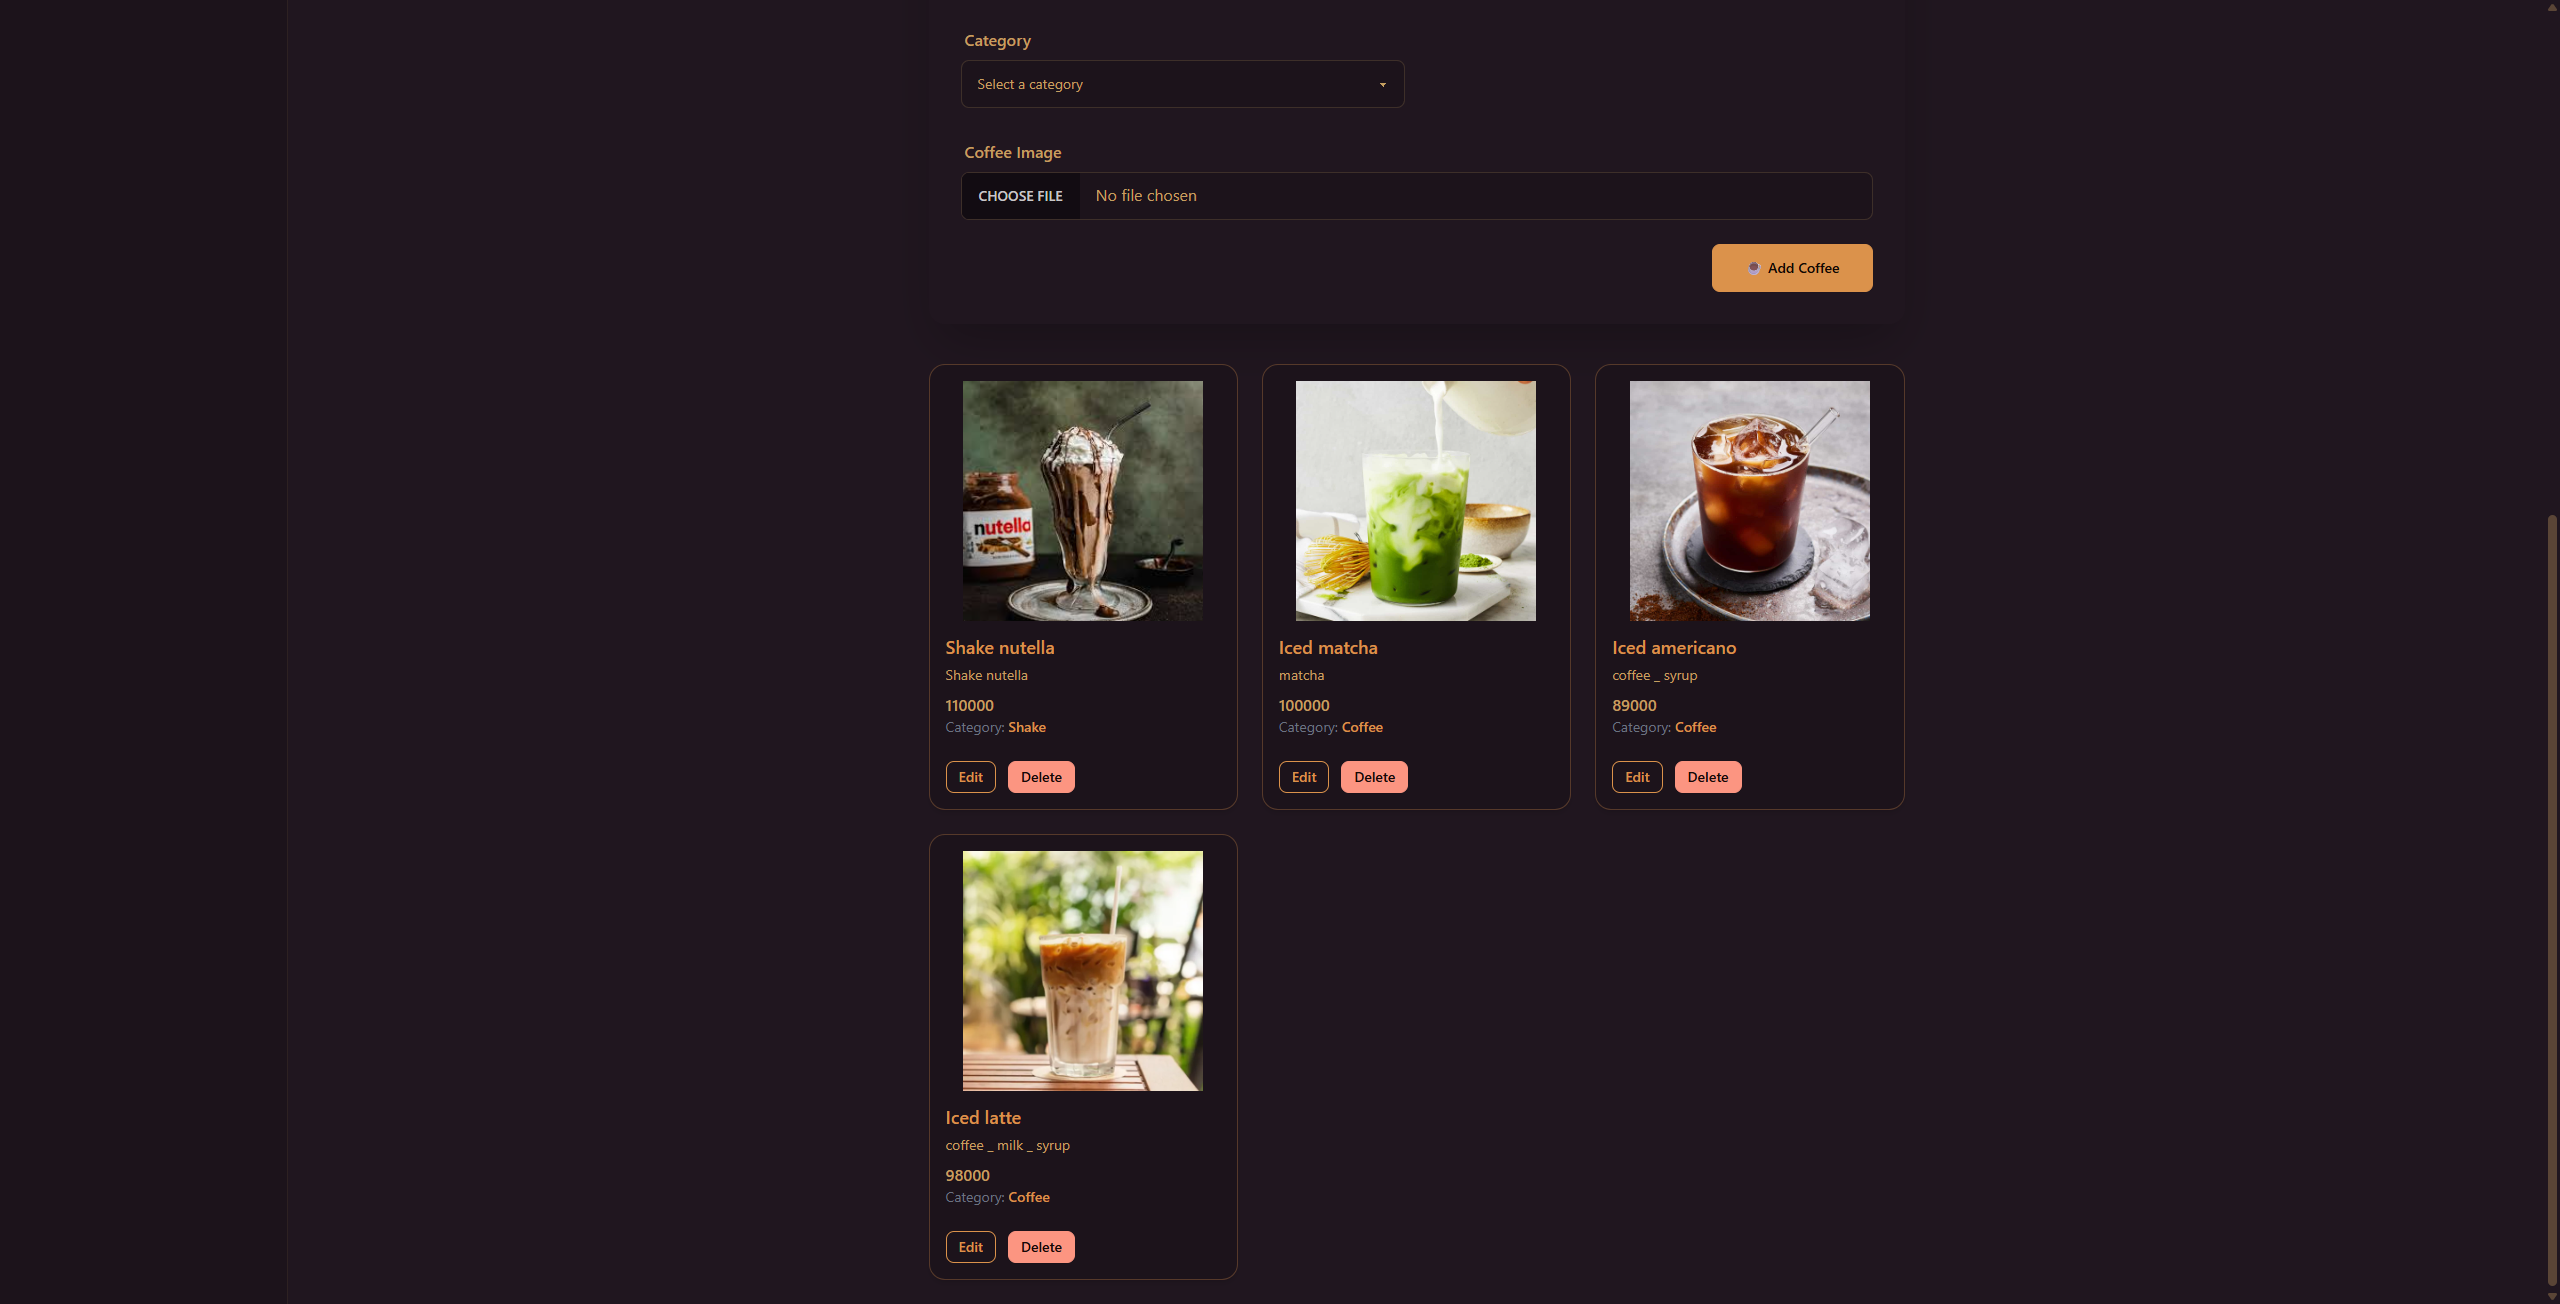 Category
Select a category
Coffee Image
CHOOSE FILE No file chosen
Add Coffee
nutella
Shake nutella
Shake nutella
110000
Category: Shake
Edit Delete
Iced matcha
matcha
100000
Category: Coffee
Edit Delete
Iced americano
coffee _ syrup
89000
Category: Coffee
Edit Delete
Iced latte
coffee _ milk _ syrup
98000
Category: Coffee
Edit Delete